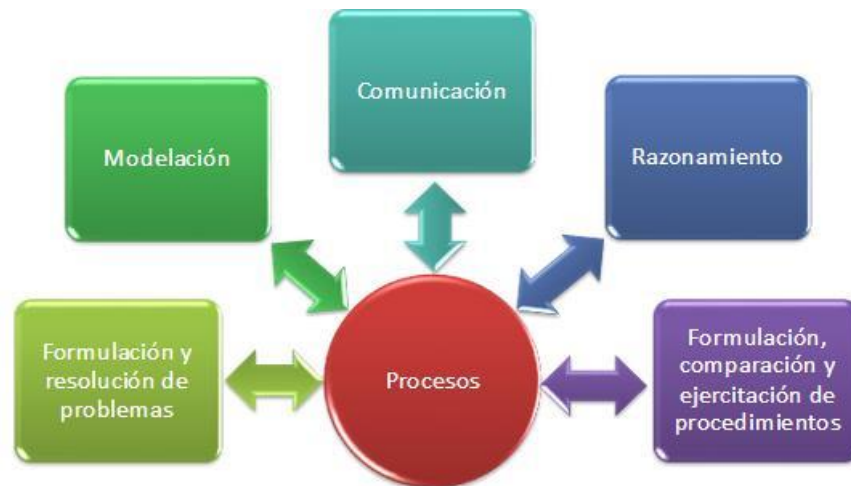 Comunicación
Modelación
Razonamiento
Formulación y
resolución de
problemas
Procesos
Formulación,
comparación y
ejercitación de
procedimientos